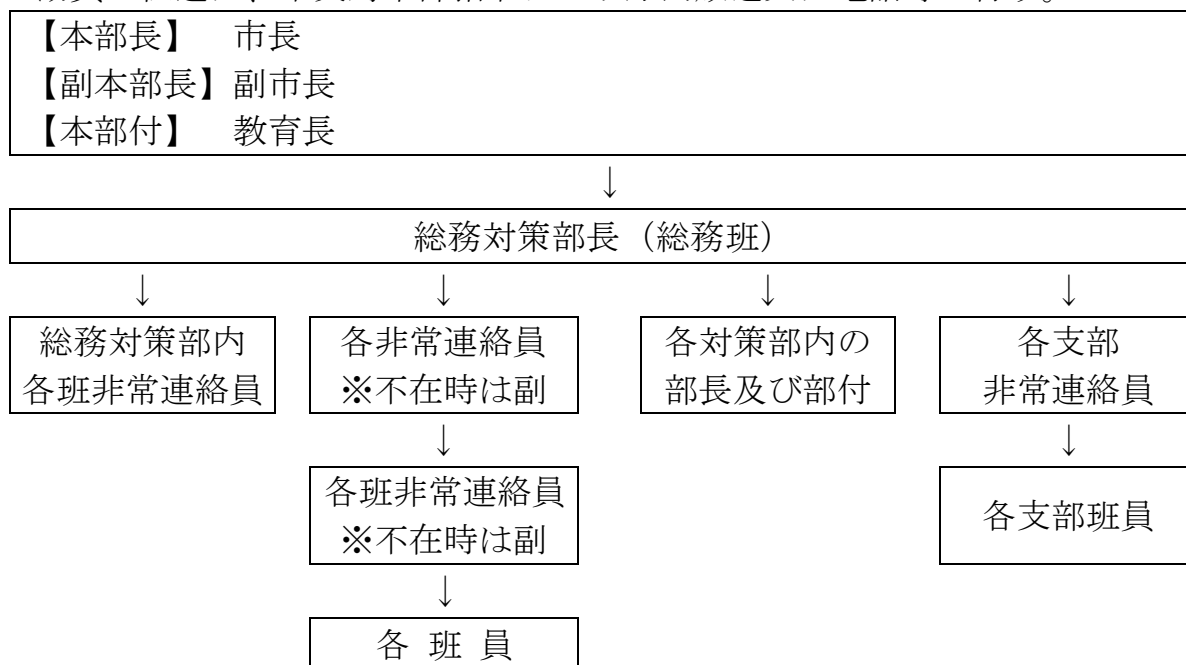 【本部長】 市長
【副本部長】副市長
【本部付】 教育長
↓
総務対策部長（総務班）
↓ ↓ ↓ ↓
総務対策部内
各班非常連絡員
各非常連絡員
※不在時は副
各対策部内の
部長及び部付
各支部
非常連絡員
↓ ↓
各班非常連絡員
※不在時は副
各支部班員
↓
各 班 員